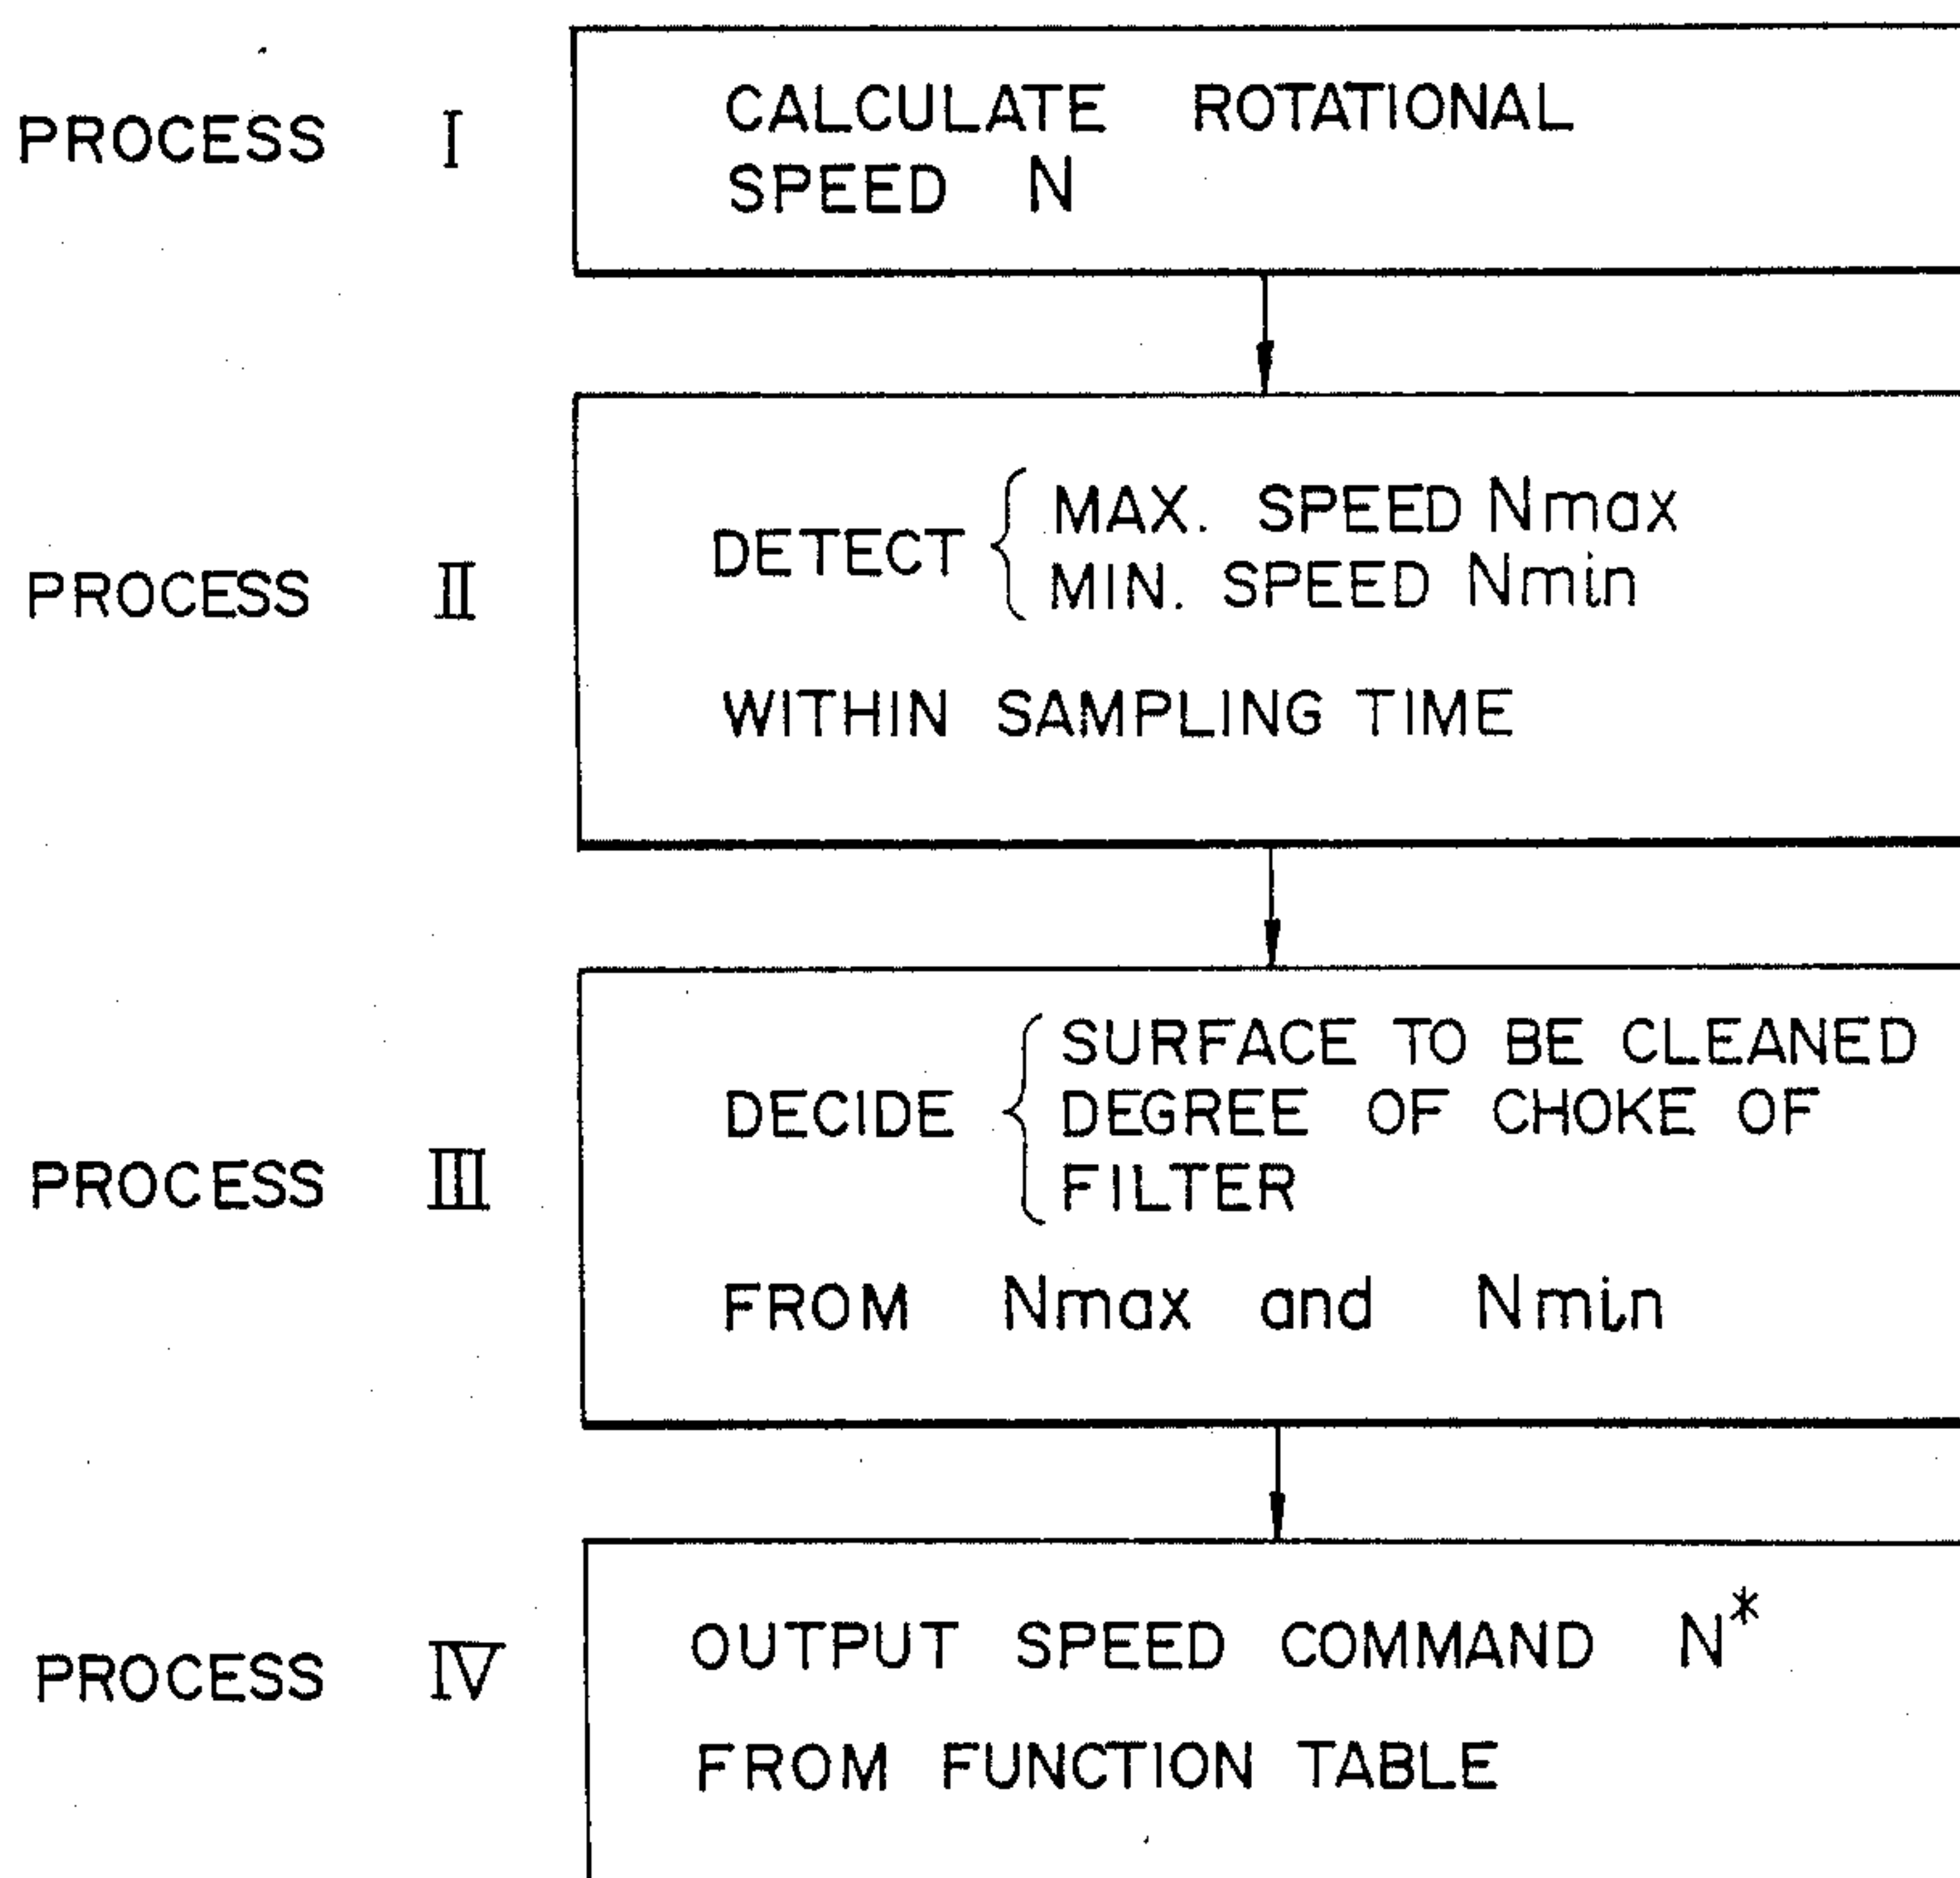 PROCESS I
CALCULATE ROTATIONAL
SPEED N
PROCESS II
DETECT
MAX. SPEED Nmax
MIN. SPEED Nmin
WITHIN SAMPLING TIME
PROCESS III
DECIDE
SURFACE TO BE CLEANED
DEGREE OF CHOKE OF
FILTER
FROM Nmax and Nmin
PROCESS IV
OUTPUT SPEED COMMAND N*
FROM FUNCTION TABLE